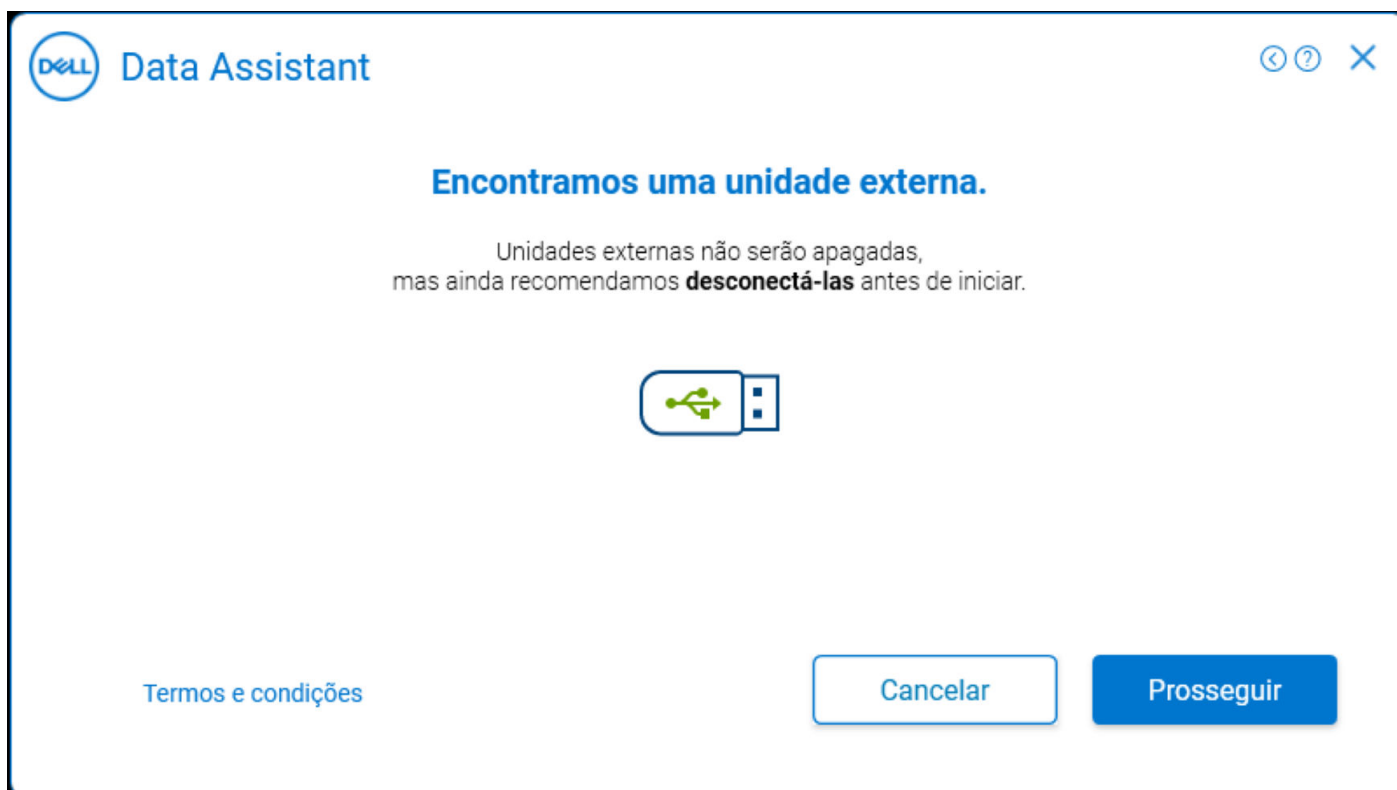 DELL Data Assistant
Encontramos uma unidade externa.
Unidades externas não serão apagadas,
mas ainda recomendamos desconectá-las antes de iniciar.
Termos e condições
Cancelar
Prosseguir